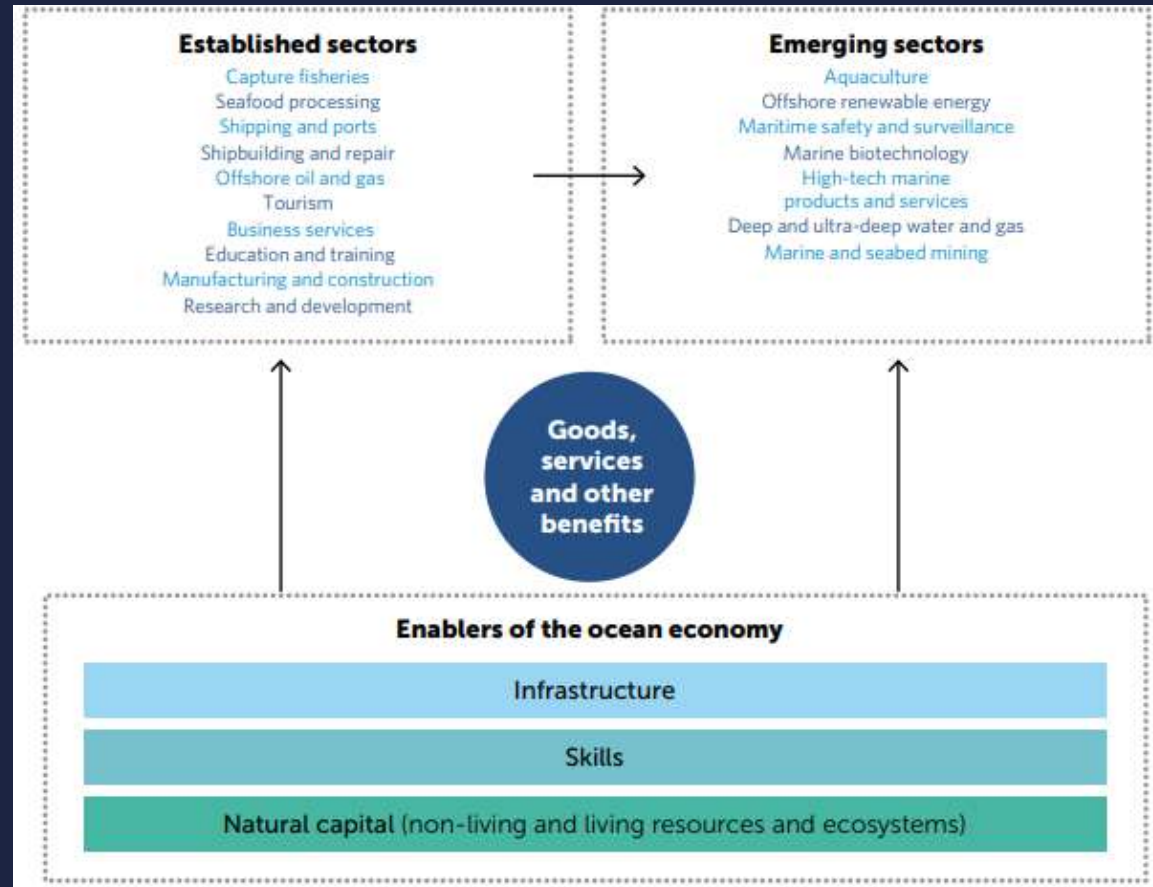 Established sectors
Capture fisheries
Seafood processing
Shipping and ports
Shipbuilding and repair
Offshore oil and gas
Tourism
Business services
Education and training
Manufacturing and construction
Research and development
Emerging sectors
Aquaculture
Offshore renewable energy
Maritime safety and surveillance
Marine biotechnology
High-tech marine
products and services
Deep and ultra-deep water and gas
Marine and seabed mining
Goods,
services
and other
benefits
Enablers of the ocean economy
Infrastructure
Skills
Natural capital (non-living and living resources and ecosystems)